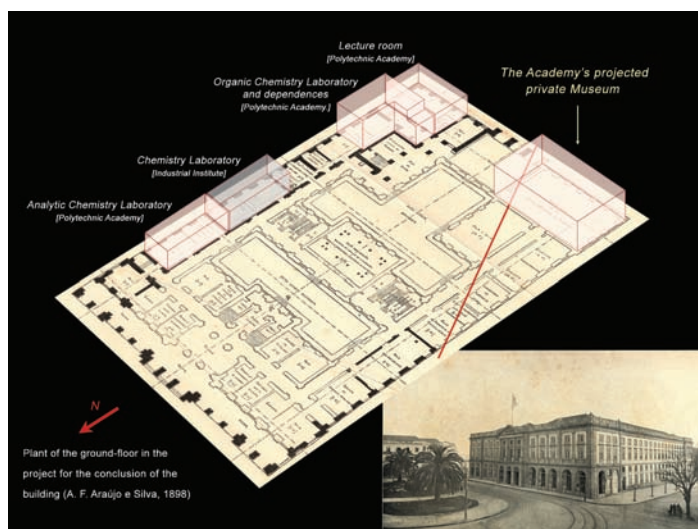 Lecture room
[Polytechnic Academy]
Organic Chemistry Laboratory
and dependences
[Polytechnic Academy.]
The Academy's projected
private Museum
Chemistry Laboratory
[Industrial Institute]
Analytic Chemistry Laboratory
[Polytechnic Academy]
N
Plant of the ground-floor in the
project for the conclusion of the
building (A. F. Araújo e Silva, 1898)